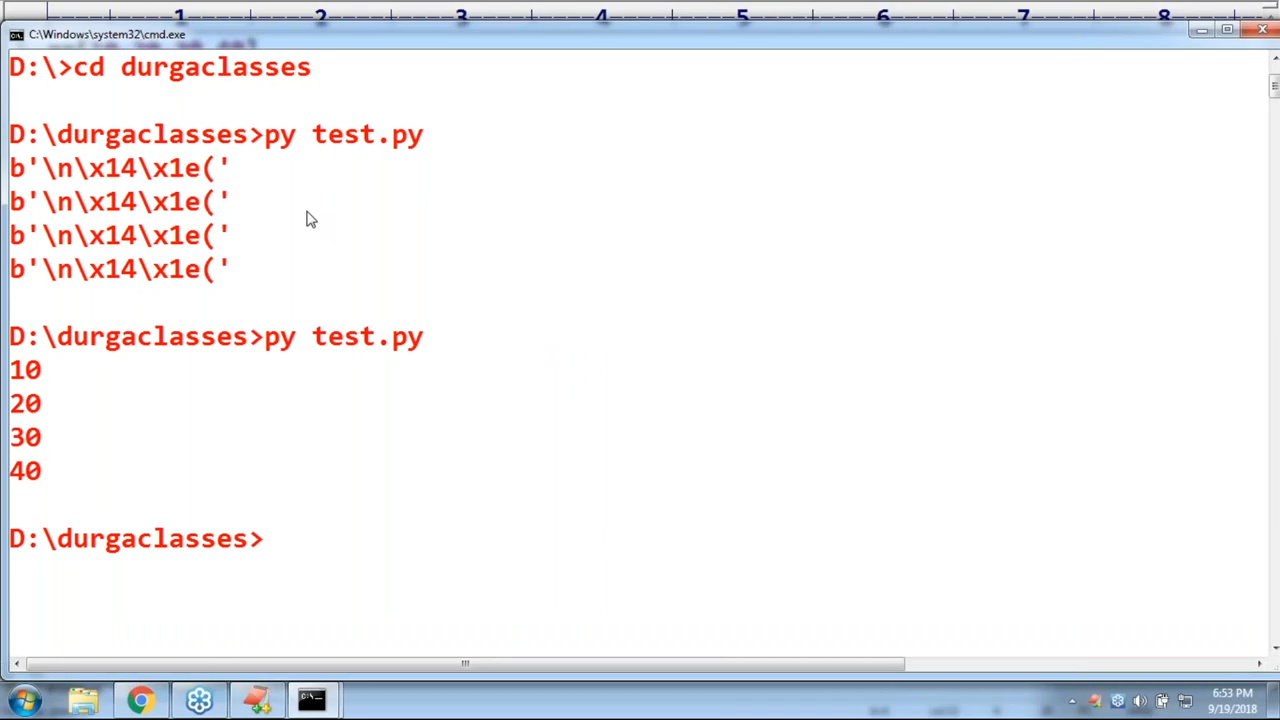 1 2 3 4 5 6 7 8
C:\Windows\system32\cmd.exe
D:\>cd durgaclasses
D:\durgaclasses>py test.py
b'\n\x14\x1e('
b'\n\x14\x1e('
b'\n\x14\x1e('
b'\n\x14\x1e('
D:\durgaclasses>py test.py
10
20
30
40
D:\durgaclasses>
6:53 PM
9/19/2018